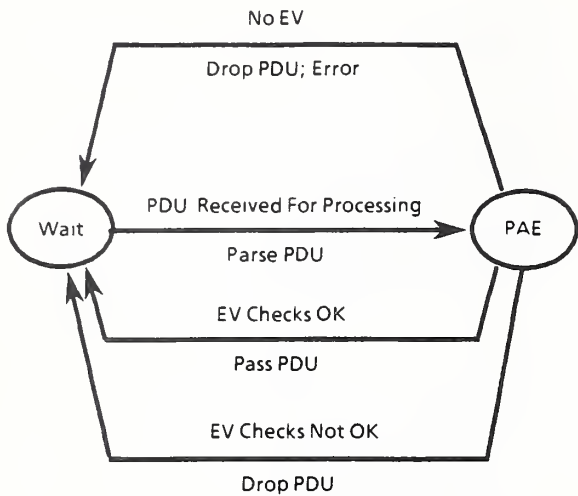 No EV
Drop PDU; Error
Wait
PDU Received For Processing
PAE
Parse PDU
EV Checks OK
Pass PDU
EV Checks Not OK
Drop PDU